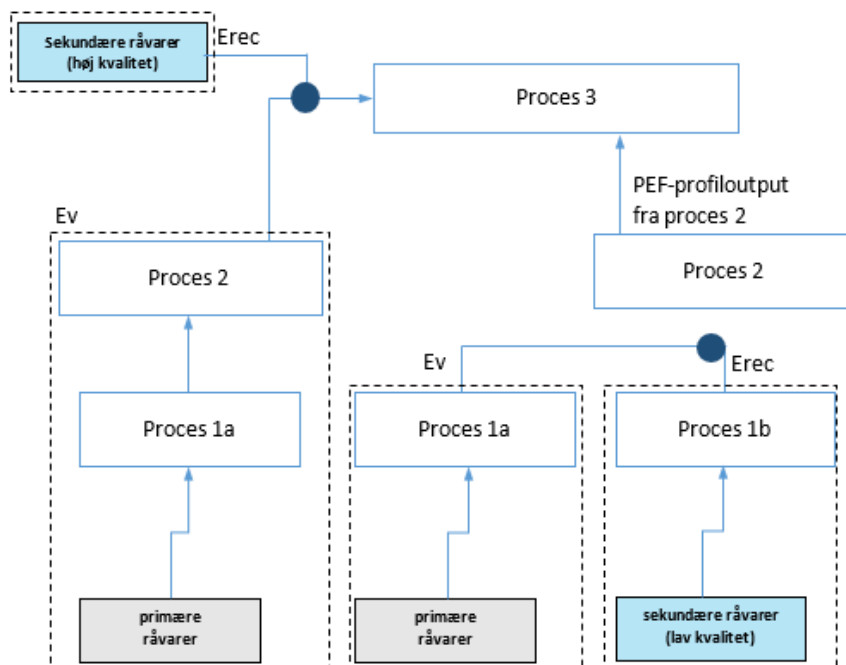 Sekundære råvarer
(høj kvalitet)
Erec
Proces 3
PEF-profiloutput
fra proces 2
Ev
Proces 2
Proces 2
Ev
Erec
Proces 1a
Proces 1a
Proces 1b
primære
råvarer
primære
råvarer
sekundære råvarer
(lav kvalitet)